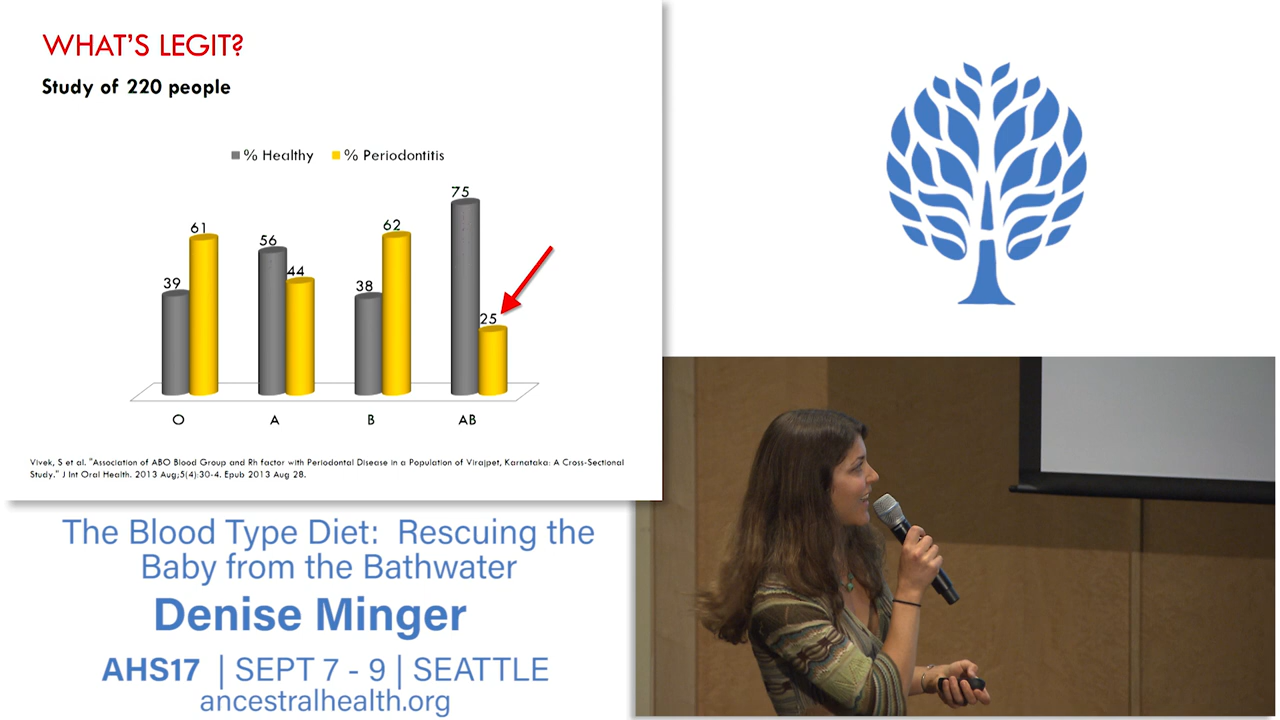 WHAT'S LEGIT?
Study of 220 people
% Healthy % Periodontitis
39 61 56 44 38 62 75 25
O A B AB
Vivek, S et al. "Association of ABO Blood Group and Rh factor with Periodontal Disease in a Population of Virajpet, Karnataka: A Cross-Sectional
Study." J Int Oral Health. 2013 Aug;5(4):30-4. Epub 2013 Aug 28.
The Blood Type Diet: Rescuing the
Baby from the Bathwater
Denise Minger
AHS17 | SEPT 7 - 9 | SEATTLE
ancestralhealth.org